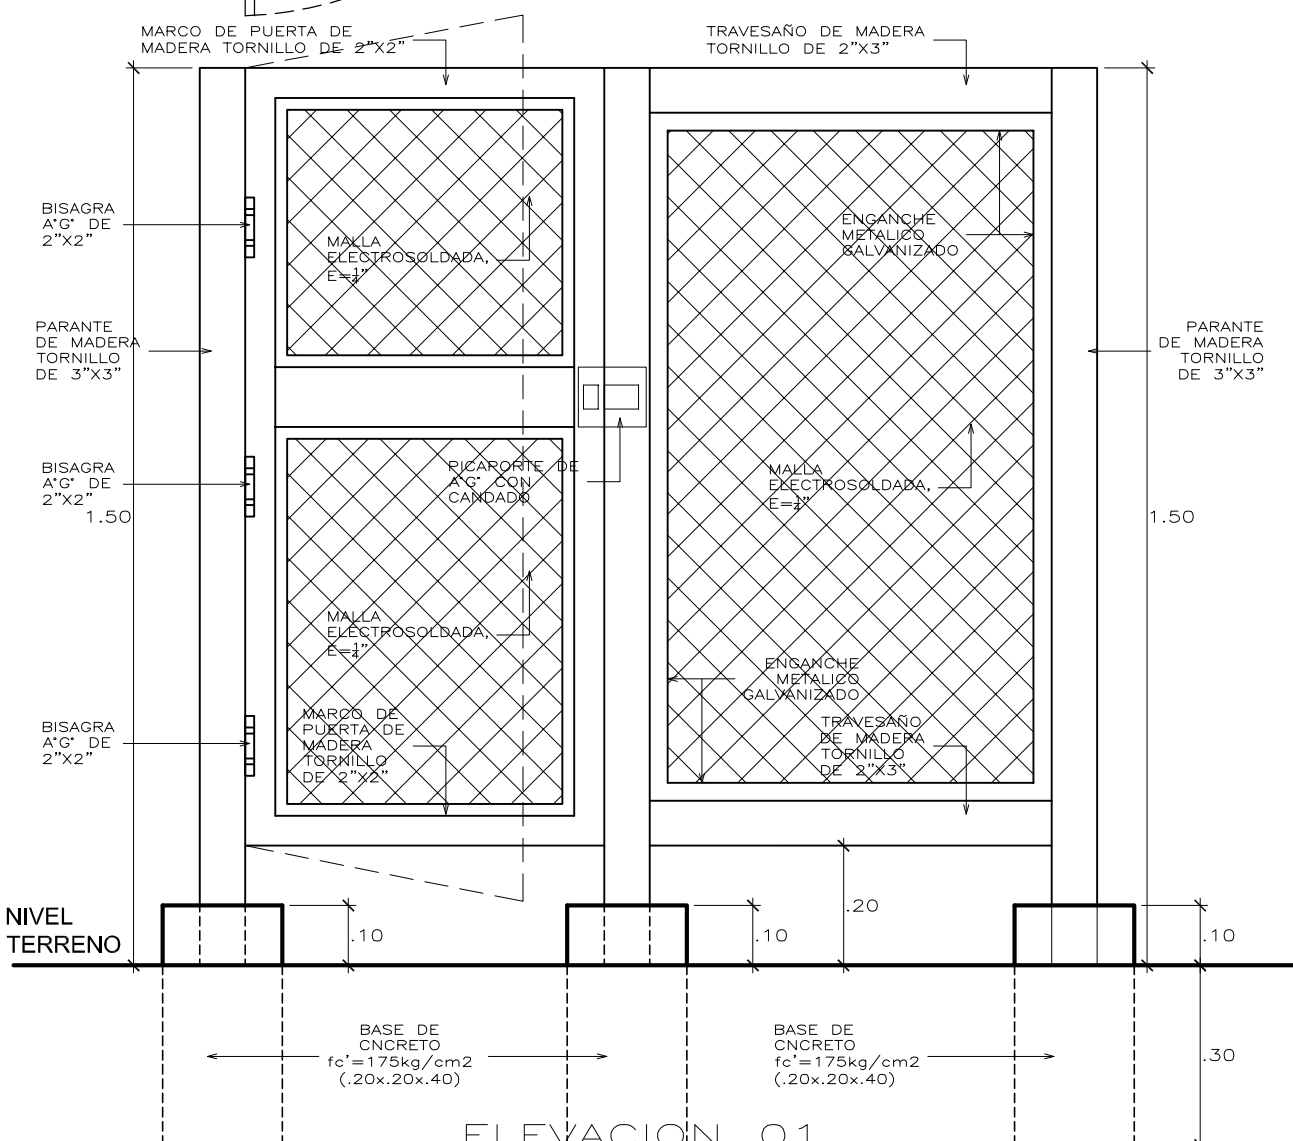 MARCO DE PUERTA DE
MADERA TORNILLO DE 2"X2"
TRAVESAÑO DE MADERA
TORNILLO DE 2"X3"
BISAGRA
A°G° DE
2"X2"
MALLA
ELECTROSOLDADA,
E=¼"
ENGANCHE
METALICO
GALVANIZADO
PARANTE
DE MADERA
TORNILLO
DE 3"X3"
PARANTE
DE MADERA
TORNILLO
DE 3"X3"
BISAGRA
A°G° DE
2"X2"
1.50
PICAPORTE DE
A°G° CON
CANDADO
MALLA
ELECTROSOLDADA,
E=¼"
1.50
MALLA
ELECTROSOLDADA,
E=¼"
ENGANCHE
METALICO
GALVANIZADO
BISAGRA
A°G° DE
2"X2"
MARCO DE
PUERTA DE
MADERA
TORNILLO
DE 2"X2"
TRAVESAÑO
DE MADERA
TORNILLO
DE 2"X3"
NIVEL
TERRENO
.10
.10
.20
.10
BASE DE
CNCRETO
fc'=175kg/cm2
(.20x.20x.40)
BASE DE
CNCRETO
fc'=175kg/cm2
(.20x.20x.40)
.30
ELEVACION 01